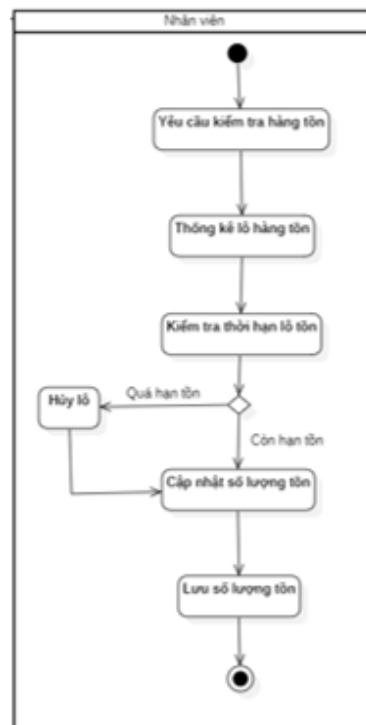 Nhân viên
Yêu cầu kiểm tra hàng tồn
Thống kê lô hàng tồn
Kiểm tra thời hạn lô tồn
Quá hạn tồn
Hủy lô
Còn hạn tồn
Cập nhật số lượng tồn
Lưu số lượng tồn